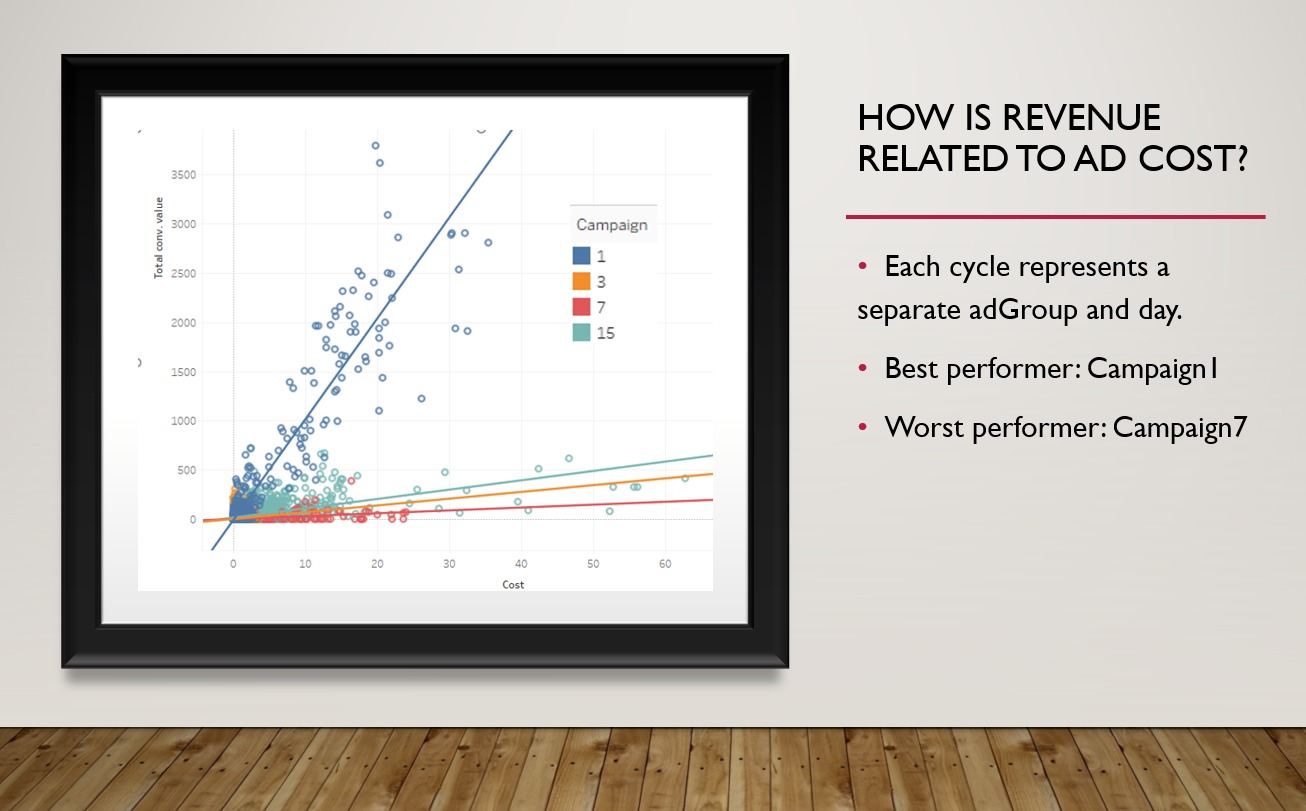 HOW IS REVENUE
RELATED TO AD COST?
• Each cycle represents a
separate adGroup and day.
• Best performer: Campaign1
• Worst performer: Campaign7
Total conv. value
3500
3000
2500
2000
1500
1000
500
0
0 10 20 30 40 50 60
Cost
Campaign
1
3
7
15